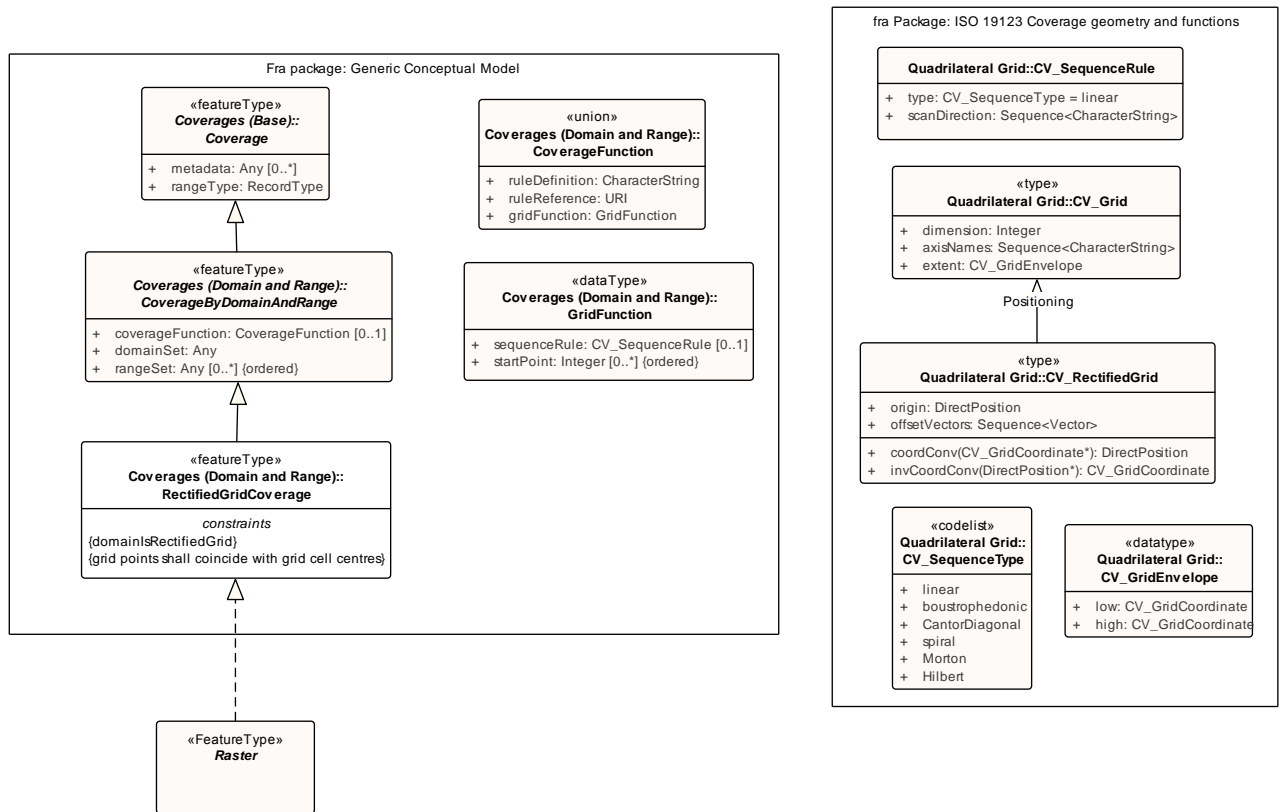 Fra package: Generic Conceptual Model
«featureType»
Coverages (Base)::
Coverage
+ metadata: Any [0..*]
+ rangeType: RecordType
«union»
Coverages (Domain and Range)::
CoverageFunction
+ ruleDefinition: CharacterString
+ ruleReference: URI
+ gridFunction: GridFunction
«featureType»
Coverages (Domain and Range)::
CoverageByDomainAndRange
+ coverageFunction: CoverageFunction [0..1]
+ domainSet: Any
+ rangeSet: Any [0..*] {ordered}
«dataType»
Coverages (Domain and Range)::
GridFunction
+ sequenceRule: CV_SequenceRule [0..1]
+ startPoint: Integer [0..*] {ordered}
«featureType»
Coverages (Domain and Range)::
RectifiedGridCoverage
constraints
{domainIsRectifiedGrid}
{grid points shall coincide with grid cell centres}
«FeatureType»
Raster
fra Package: ISO 19123 Coverage geometry and functions
Quadrilateral Grid::CV_SequenceRule
+ type: CV_SequenceType = linear
+ scanDirection: Sequence<CharacterString>
«type»
Quadrilateral Grid::CV_Grid
+ dimension: Integer
+ axisNames: Sequence<CharacterString>
+ extent: CV_GridEnvelope
Positioning
«type»
Quadrilateral Grid::CV_RectifiedGrid
+ origin: DirectPosition
+ offsetVectors: Sequence<Vector>
+ coordConv(CV_GridCoordinate*): DirectPosition
+ invCoordConv(DirectPosition*): CV_GridCoordinate
«codelist»
Quadrilateral Grid::
CV_SequenceType
+ linear
+ boustrophedonic
+ CantorDiagonal
+ spiral
+ Morton
+ Hilbert
«datatype»
Quadrilateral Grid::
CV_GridEnvelope
+ low: CV_GridCoordinate
+ high: CV_GridCoordinate